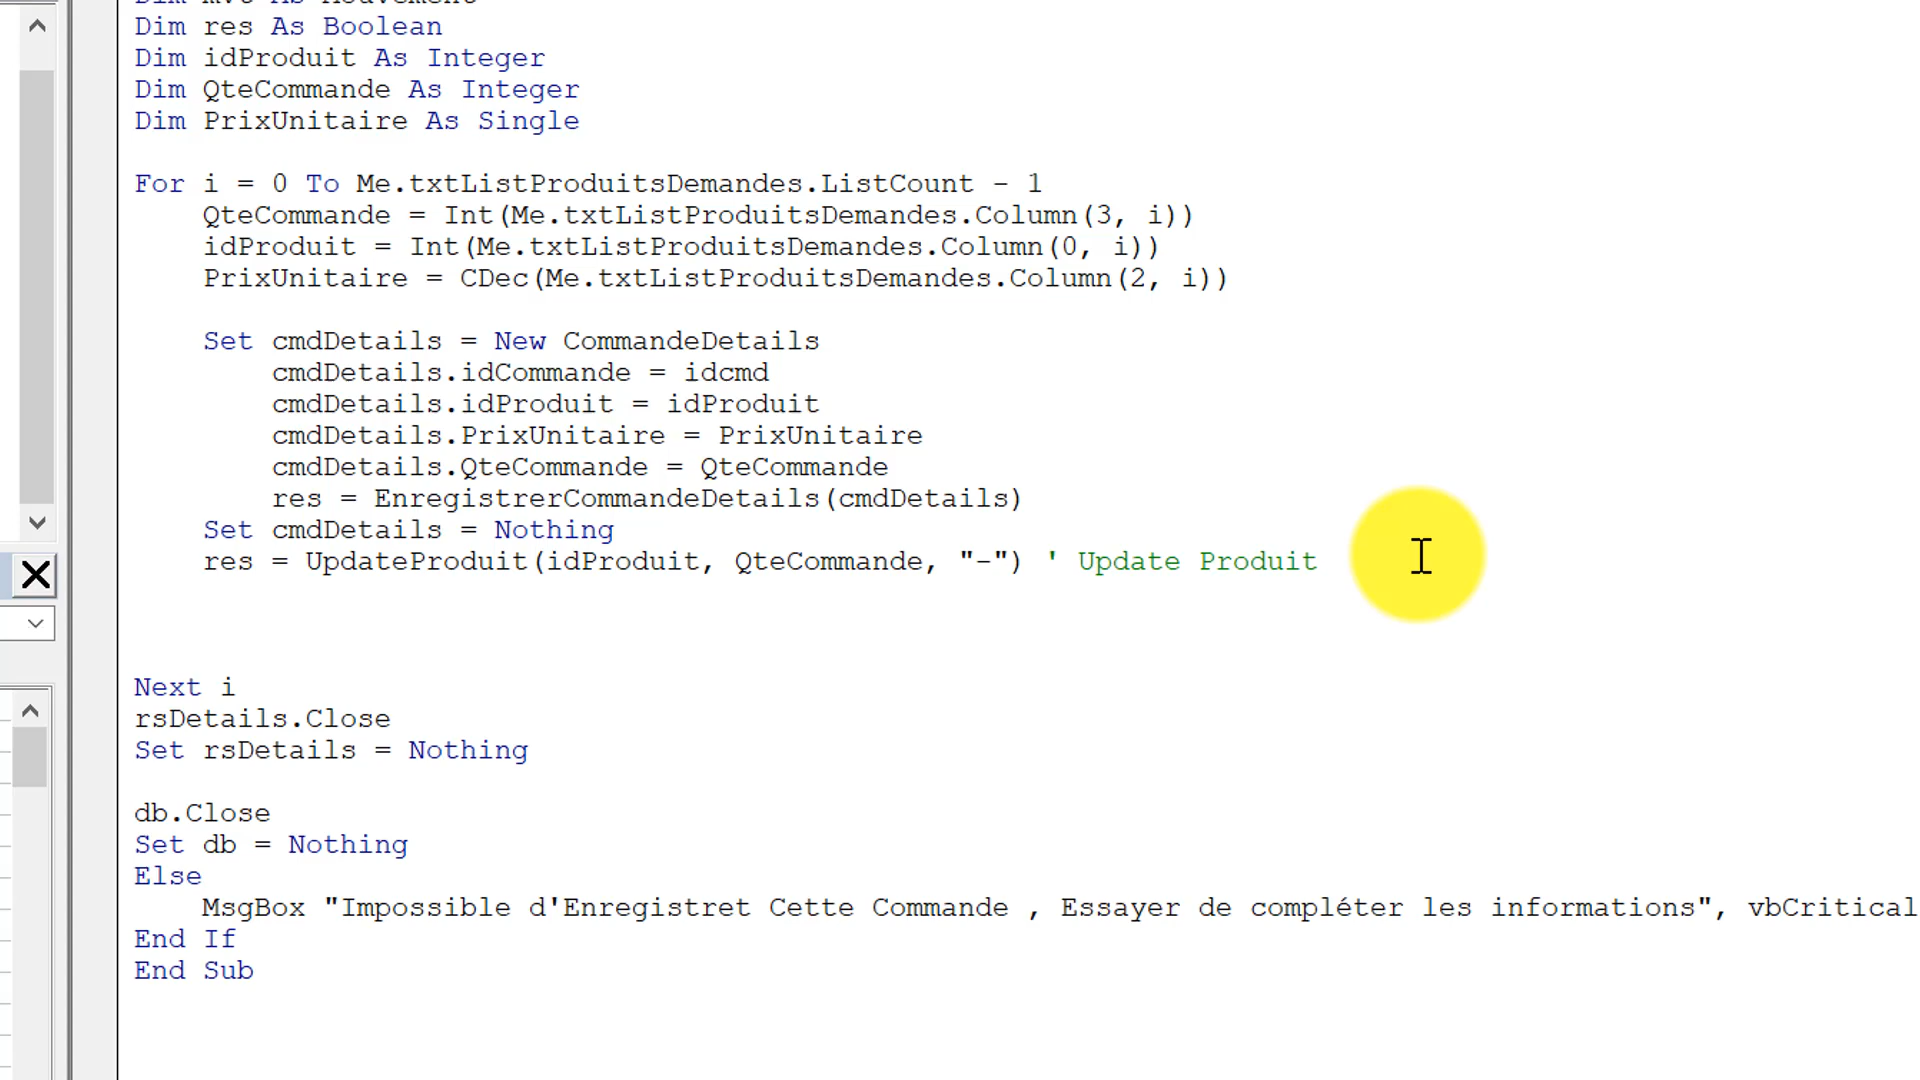 Dim mvt As Mouvement
Dim res As Boolean
Dim idProduit As Integer
Dim QteCommande As Integer
Dim PrixUnitaire As Single
For i = 0 To Me.txtListProduitsDemandes.ListCount - 1
QteCommande = Int(Me.txtListProduitsDemandes.Column(3, i))
idProduit = Int(Me.txtListProduitsDemandes.Column(0, i))
PrixUnitaire = CDec(Me.txtListProduitsDemandes.Column(2, i))
Set cmdDetails = New CommandeDetails
cmdDetails.idCommande = idcmd
cmdDetails.idProduit = idProduit
cmdDetails.PrixUnitaire = PrixUnitaire
cmdDetails.QteCommande = QteCommande
res = EnregistrerCommandeDetails(cmdDetails)
Set cmdDetails = Nothing
res = UpdateProduit(idProduit, QteCommande, "-") ' Update Produit
Next i
rsDetails.Close
Set rsDetails = Nothing
db.Close
Set db = Nothing
Else
MsgBox "Impossible d'Enregistret Cette Commande , Essayer de compléter les informations", vbCritical
End If
End Sub